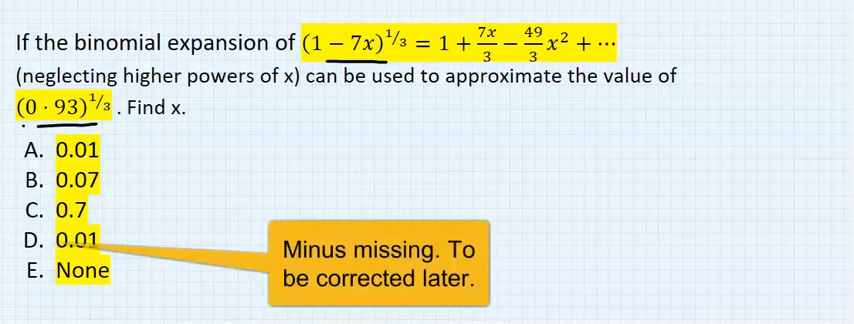 If the binomial expansion of (1 − 7x)^1/3 = 1 + 7x/3 − 49/3 x² + ⋯
(neglecting higher powers of x) can be used to approximate the value of
(0 · 93)^1/3 . Find x.
A. 0.01
B. 0.07
C. 0.7
D. 0.01
E. None
Minus missing. To
be corrected later.